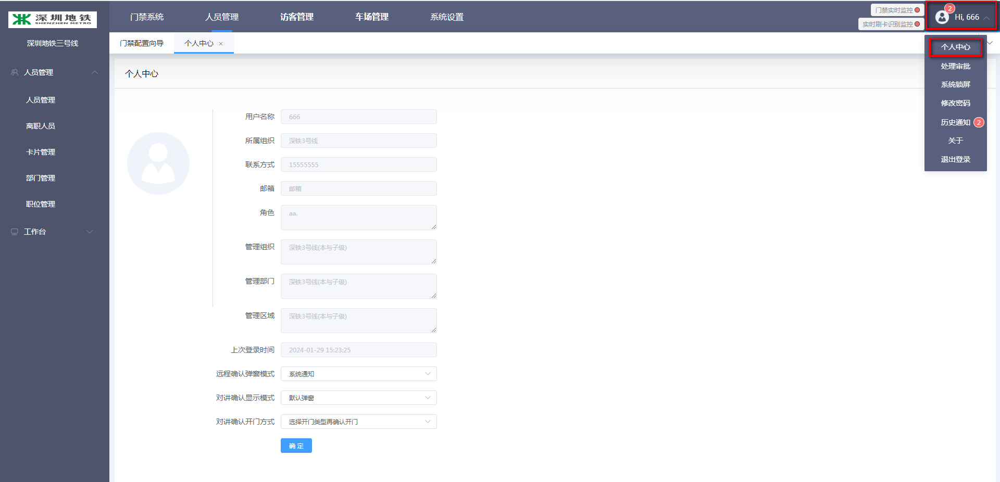 深圳地铁
SHENZHEN METRO
深圳地铁三号线
人员管理
人员管理
离职人员
卡片管理
部门管理
职位管理
工作台
门禁系统
人员管理
访客管理
车场管理
系统设置
门禁实时监控
实时刷卡识别监控
2
Hi, 666
门禁配置向导
个人中心 ×
个人中心
处理审批
系统锁屏
修改密码
历史通知 2
关于
退出登录
个人中心
用户名称 666
所属组织 深铁3号线
联系方式 15555555
邮箱 邮箱
角色 aa.
管理组织 深铁3号线(本与子级)
管理部门 深铁3号线(本与子级)
管理区域 深铁3号线(本与子级)
上次登录时间 2024-01-29 15:23:25
远程确认弹窗模式 系统通知
对讲确认显示模式 默认弹窗
对讲确认开门方式 选择开门类型再确认开门
确 定